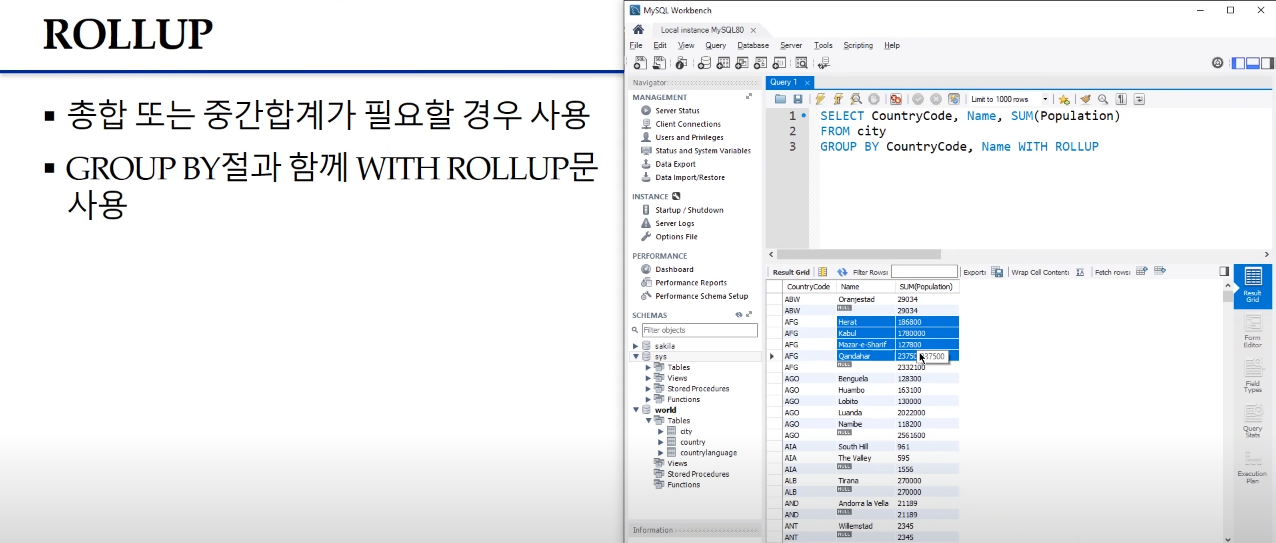 ROLLUP
▪ 총합 또는 중간합계가 필요할 경우 사용
▪ GROUP BY절과 함께 WITH ROLLUP문
사용
MySQL Workbench
Local instance MySQL80
File Edit View Query Database Server Tools Scripting Help
Navigator
MANAGEMENT
Server Status
Client Connections
Users and Privileges
Status and System Variables
Data Export
Data Import/Restore
INSTANCE
Startup / Shutdown
Server Logs
Options File
PERFORMANCE
Dashboard
Performance Reports
Performance Schema Setup
SCHEMAS
Filter objects
sakila
sys
Tables
Views
Stored Procedures
Functions
world
Tables
city
country
countrylanguage
Views
Stored Procedures
Functions
Information
Query 1
Limit to 1000 rows
1 SELECT CountryCode, Name, SUM(Population)
2 FROM city
3 GROUP BY CountryCode, Name WITH ROLLUP
Result Grid Filter Rows: Export: Wrap Cell Content: Fetch rows:
CountryCode Name SUM(Population)
ABW Oranjestad 29034
ABW NULL 29034
AFG Herat 186800
AFG Kabul 1780000
AFG Mazar-e-Sharif 127800
AFG Qandahar 23750 37500
AFG NULL 2332100
AGO Benguela 128300
AGO Huambo 163100
AGO Lobito 130000
AGO Luanda 2022000
AGO Namibe 118200
AGO NULL 2561600
AIA South Hill 961
AIA The Valley 595
AIA NULL 1556
ALB Tirana 270000
ALB NULL 270000
AND Andorra la Vella 21189
AND NULL 21189
ANT Willemstad 2345
ANT NULL 2345
Result
Grid
Form
Editor
Field
Types
Query
Stats
Execution
Plan